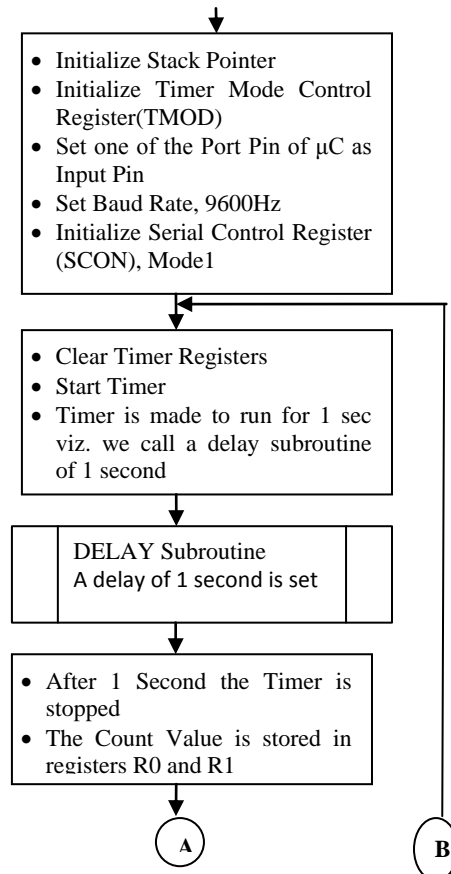 • Initialize Stack Pointer
• Initialize Timer Mode Control
Register(TMOD)
• Set one of the Port Pin of μC as
Input Pin
• Set Baud Rate, 9600Hz
• Initialize Serial Control Register
(SCON), Mode1
• Clear Timer Registers
• Start Timer
• Timer is made to run for 1 sec
viz. we call a delay subroutine
of 1 second
DELAY Subroutine
A delay of 1 second is set
• After 1 Second the Timer is
stopped
• The Count Value is stored in
registers R0 and R1
A
B